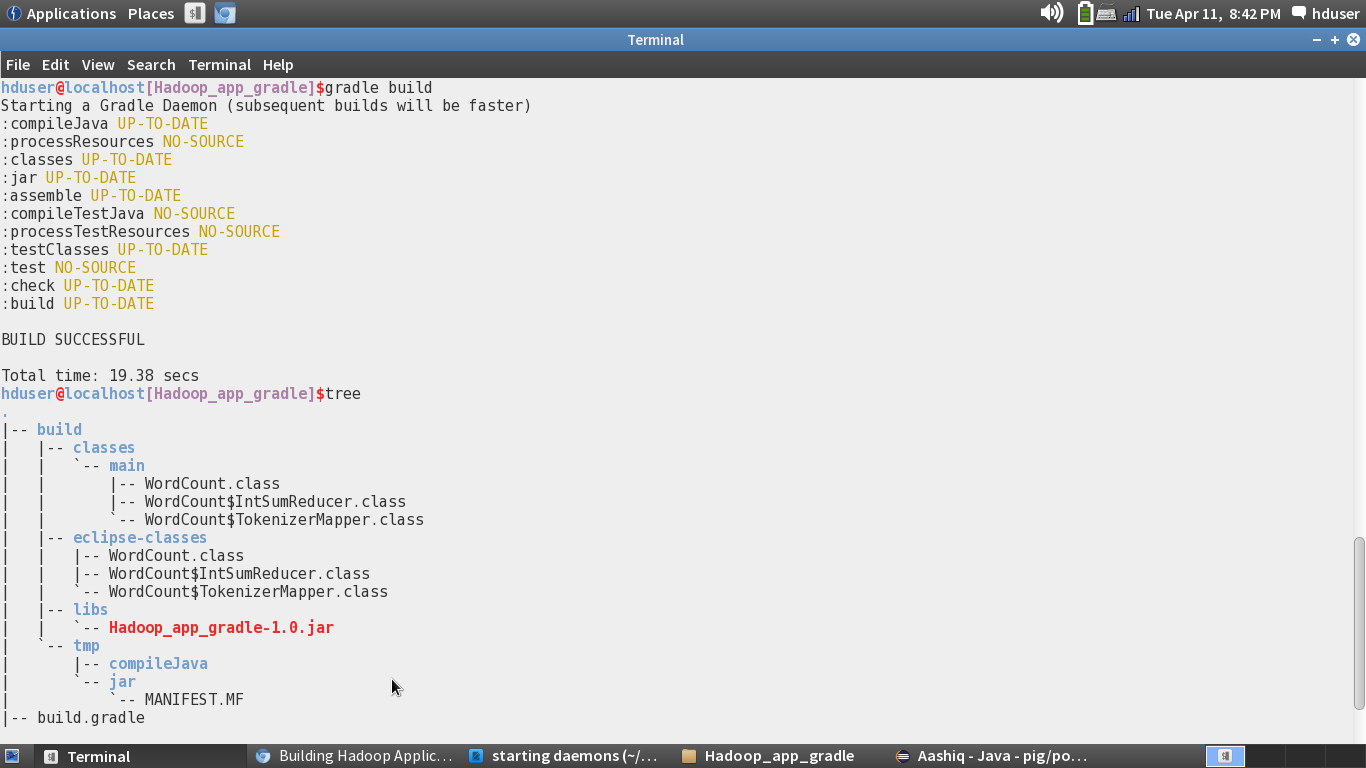 Applications Places Tue Apr 11, 8:42 PM hduser
Terminal
File Edit View Search Terminal Help
hduser@localhost[Hadoop_app_gradle]$gradle build
Starting a Gradle Daemon (subsequent builds will be faster)
:compileJava UP-TO-DATE
:processResources NO-SOURCE
:classes UP-TO-DATE
:jar UP-TO-DATE
:assemble UP-TO-DATE
:compileTestJava NO-SOURCE
:processTestResources NO-SOURCE
:testClasses UP-TO-DATE
:test NO-SOURCE
:check UP-TO-DATE
:build UP-TO-DATE
BUILD SUCCESSFUL
Total time: 19.38 secs
hduser@localhost[Hadoop_app_gradle]$tree
.
|-- build
|   |-- classes
|   |   `-- main
|   |       |-- WordCount.class
|   |       |-- WordCount$IntSumReducer.class
|   |       `-- WordCount$TokenizerMapper.class
|   |-- eclipse-classes
|   |   |-- WordCount.class
|   |   |-- WordCount$IntSumReducer.class
|   |   `-- WordCount$TokenizerMapper.class
|   |-- libs
|   |   `-- Hadoop_app_gradle-1.0.jar
|   `-- tmp
|       |-- compileJava
|       `-- jar
|           `-- MANIFEST.MF
|-- build.gradle
Terminal Building Hadoop Applic... starting daemons (~/... Hadoop_app_gradle Aashiq - Java - pig/po...